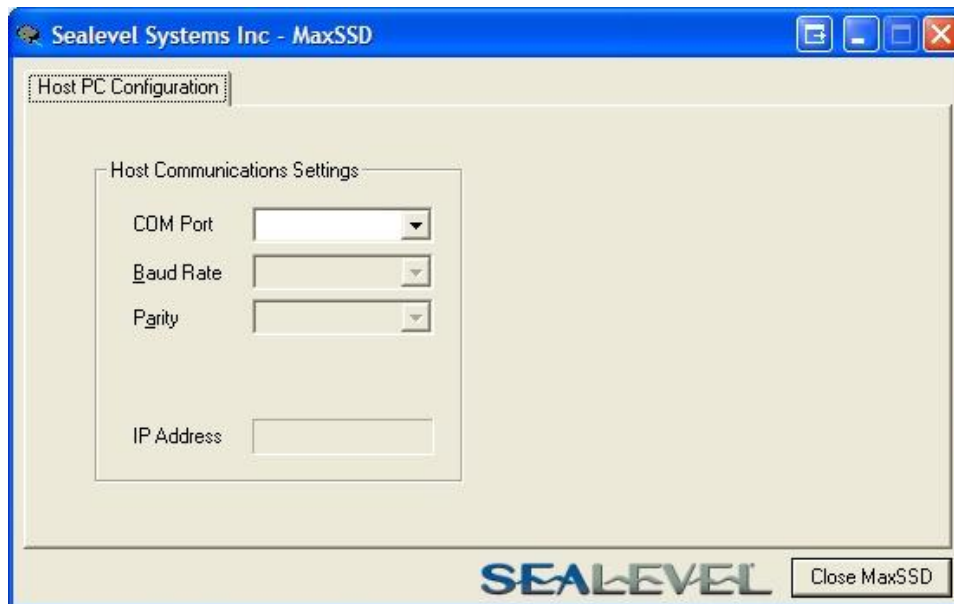 Sealevel Systems Inc - MaxSSD
Host PC Configuration
Host Communications Settings
COM Port
Baud Rate
Parity
IP Address
SEALEVEL
Close MaxSSD